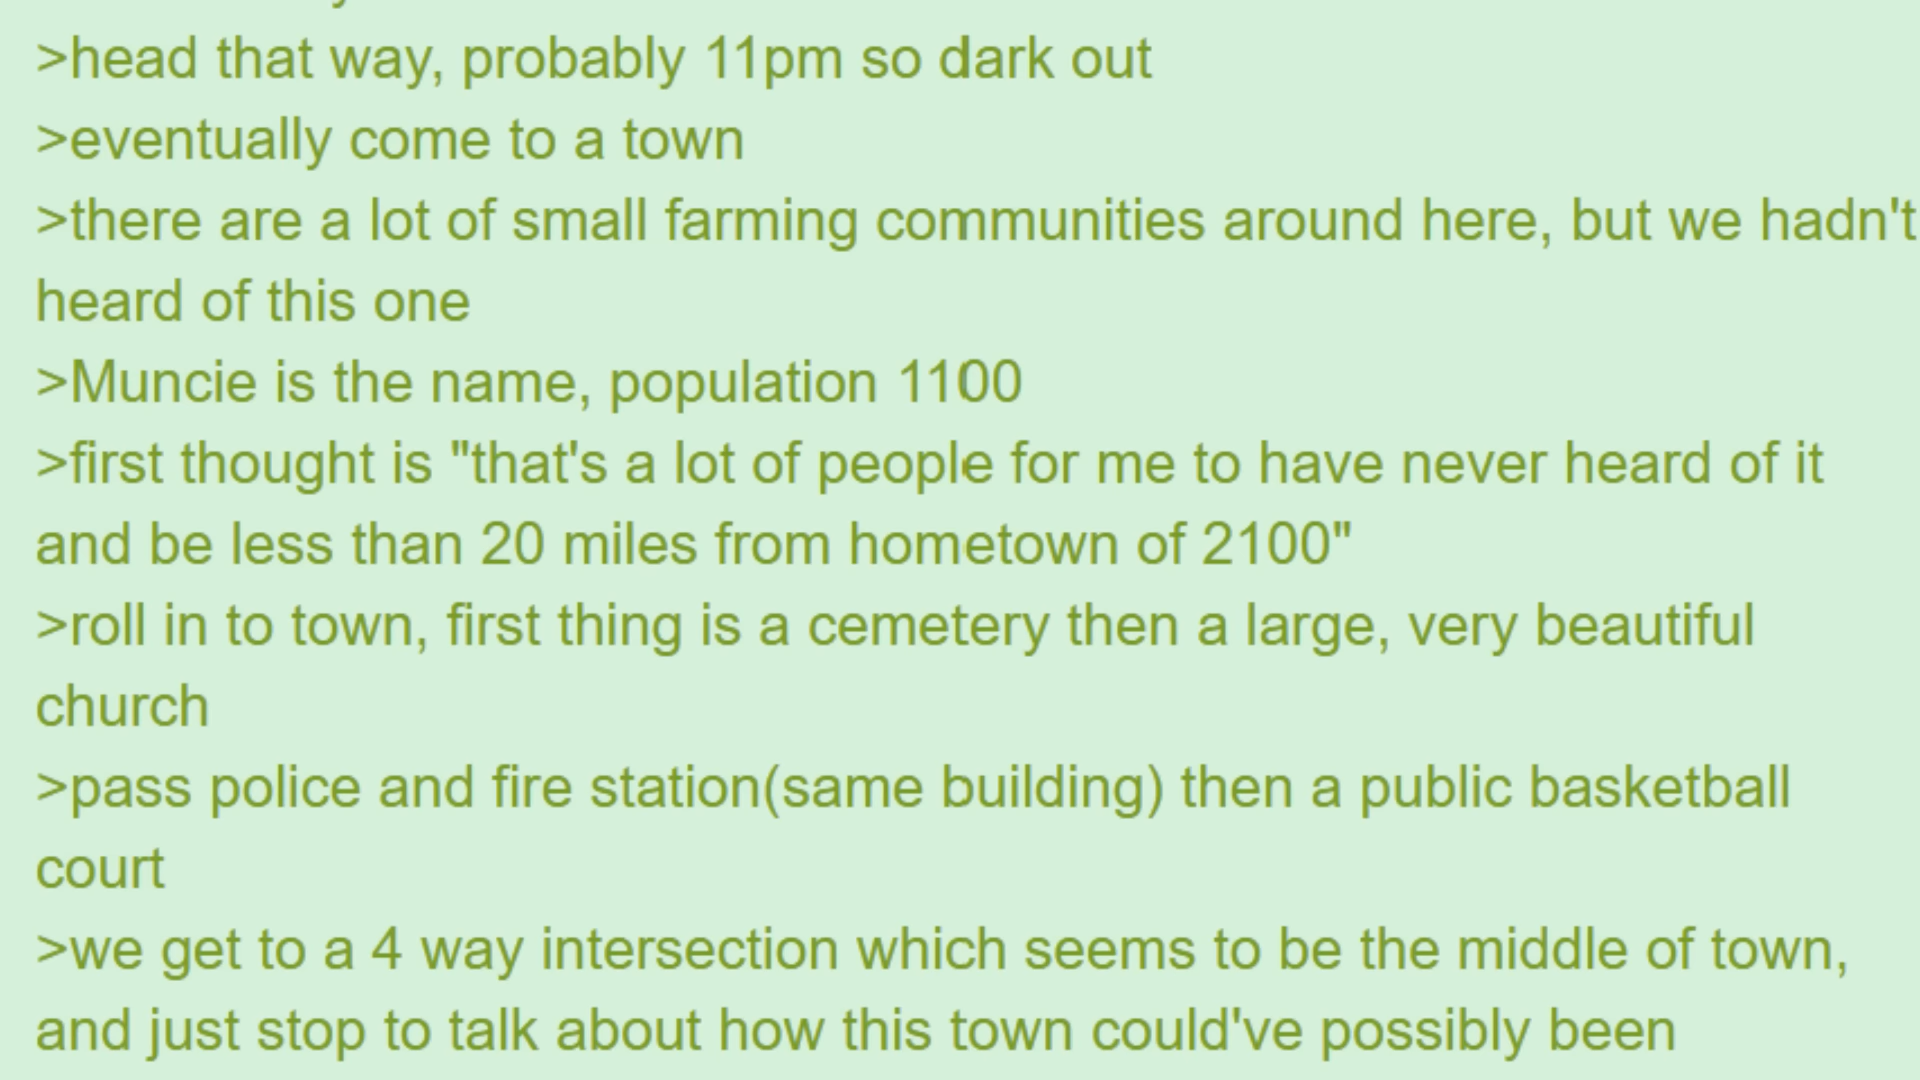 >head that way, probably 11pm so dark out
>eventually come to a town
>there are a lot of small farming communities around here, but we hadn't
heard of this one
>Muncie is the name, population 1100
>first thought is "that's a lot of people for me to have never heard of it
and be less than 20 miles from hometown of 2100"
>roll in to town, first thing is a cemetery then a large, very beautiful
church
>pass police and fire station(same building) then a public basketball
court
>we get to a 4 way intersection which seems to be the middle of town,
and just stop to talk about how this town could've possibly been